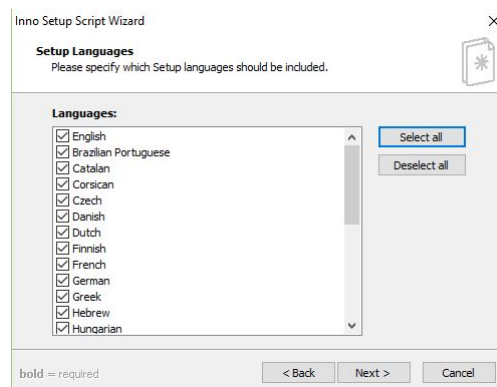 Inno Setup Script Wizard
Setup Languages
Please specify which Setup languages should be included.
Languages:
English
Brazilian Portuguese
Catalan
Corsican
Czech
Danish
Dutch
Finnish
French
German
Greek
Hebrew
Hungarian
Select all
Deselect all
bold = required
< Back
Next >
Cancel